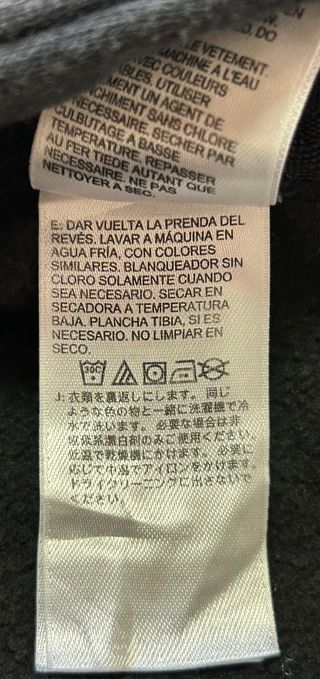 EN
N.
ED, DO
LE VETEMENT.
MACHINE A L'EAU
AVEC COULEURS
BLES. UTILISER
NCHIMENT SANS CHLORE
NECESSAIRE. SECHER PAR
CULBUTAGE A BASSE
TEMPERATURE. REPASSER
AU FER TIEDE AUTANT QUE
NECESSAIRE. NE PAS
NETTOYER A SEC.
E: DAR VUELTA LA PRENDA DEL
REVÉS. LAVAR A MÁQUINA EN
AGUA FRÍA, CON COLORES
SIMILARES. BLANQUEADOR SIN
CLORO SOLAMENTE CUANDO
SEA NECESARIO. SECAR EN
SECADORA A TEMPERATURA
BAJA. PLANCHA TIBIA, SI ES
NECESARIO. NO LIMPIAR EN
SECO.
30C
J: 衣類を裏返しにします。同じ
ような色の物と一緒に洗濯機で冷
水で洗います。必要な場合は非
塩素系漂白剤のみご使用ください。
低温で乾燥機にかけます。必要に
応じて中温でアイロンをかけます。
ドライクリーニングに出さないでく
ださい。